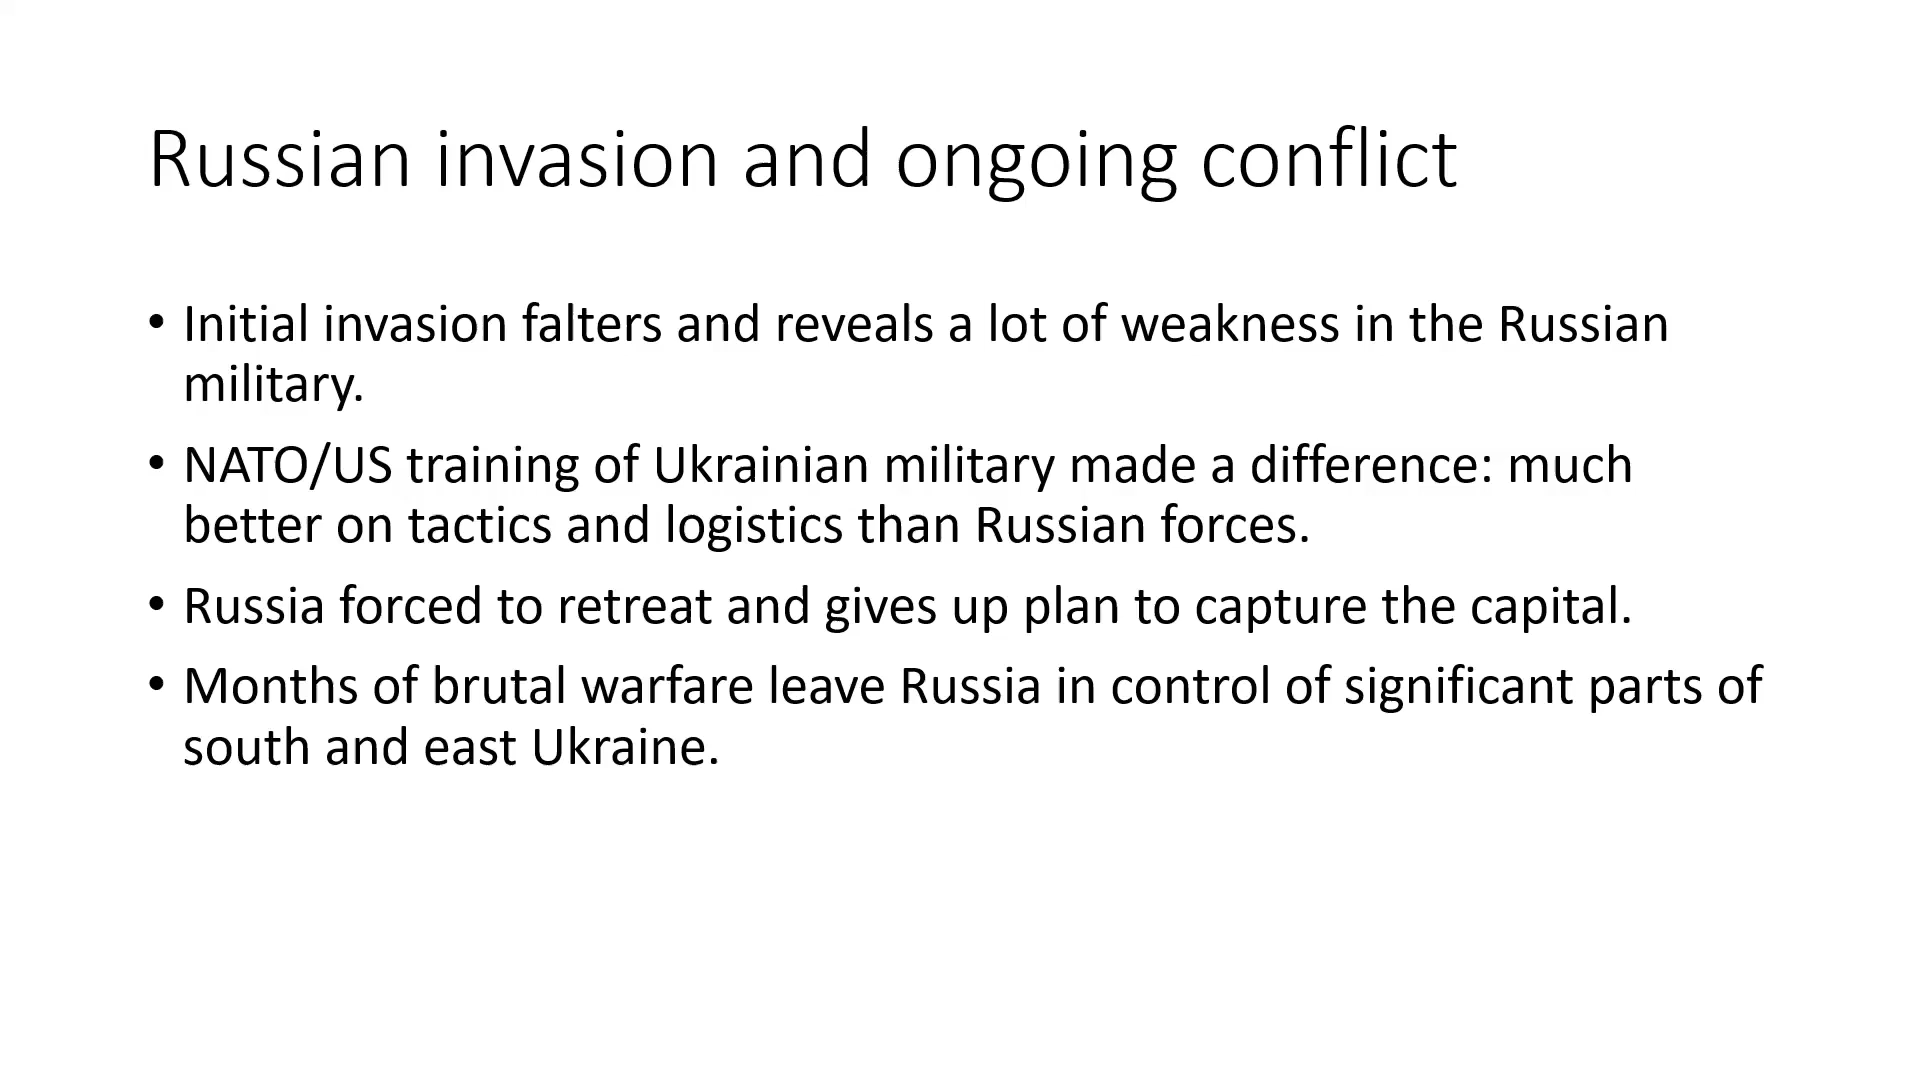 Russian invasion and ongoing conflict
• Initial invasion falters and reveals a lot of weakness in the Russian
military.
• NATO/US training of Ukrainian military made a difference: much
better on tactics and logistics than Russian forces.
• Russia forced to retreat and gives up plan to capture the capital.
• Months of brutal warfare leave Russia in control of significant parts of
south and east Ukraine.